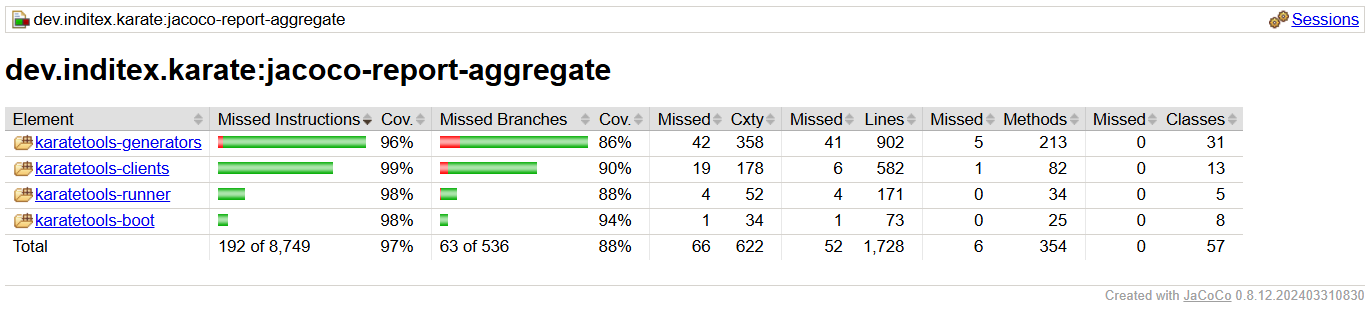 dev.inditex.karate:jacoco-report-aggregate Sessions
dev.inditex.karate:jacoco-report-aggregate
Element Missed Instructions Cov. Missed Branches Cov. Missed Cxty Missed Lines Missed Methods Missed Classes
karatetools-generators 96% 86% 42 358 41 902 5 213 0 31
karatetools-clients 99% 90% 19 178 6 582 1 82 0 13
karatetools-runner 98% 88% 4 52 4 171 0 34 0 5
karatetools-boot 98% 94% 1 34 1 73 0 25 0 8
Total 192 of 8,749 97% 63 of 536 88% 66 622 52 1,728 6 354 0 57
Created with JaCoCo 0.8.12.202403310830